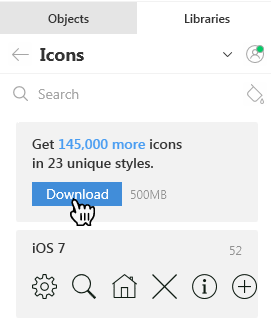 Objects Libraries
Icons
Search
Get 145,000 more icons
in 23 unique styles.
Download 500MB
iOS 7 52